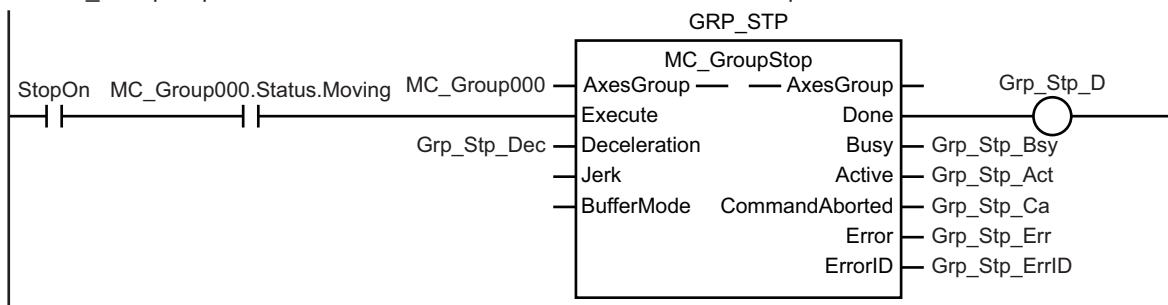 GRP_STP
MC_GroupStop
StopOn MC_Group000.Status.Moving MC_Group000 AxesGroup AxesGroup Grp_Stp_D
Execute Done
Grp_Stp_Dec Deceleration Busy Grp_Stp_Bsy
Jerk Active Grp_Stp_Act
BufferMode CommandAborted Grp_Stp_Ca
Error Grp_Stp_Err
ErrorID Grp_Stp_ErrID